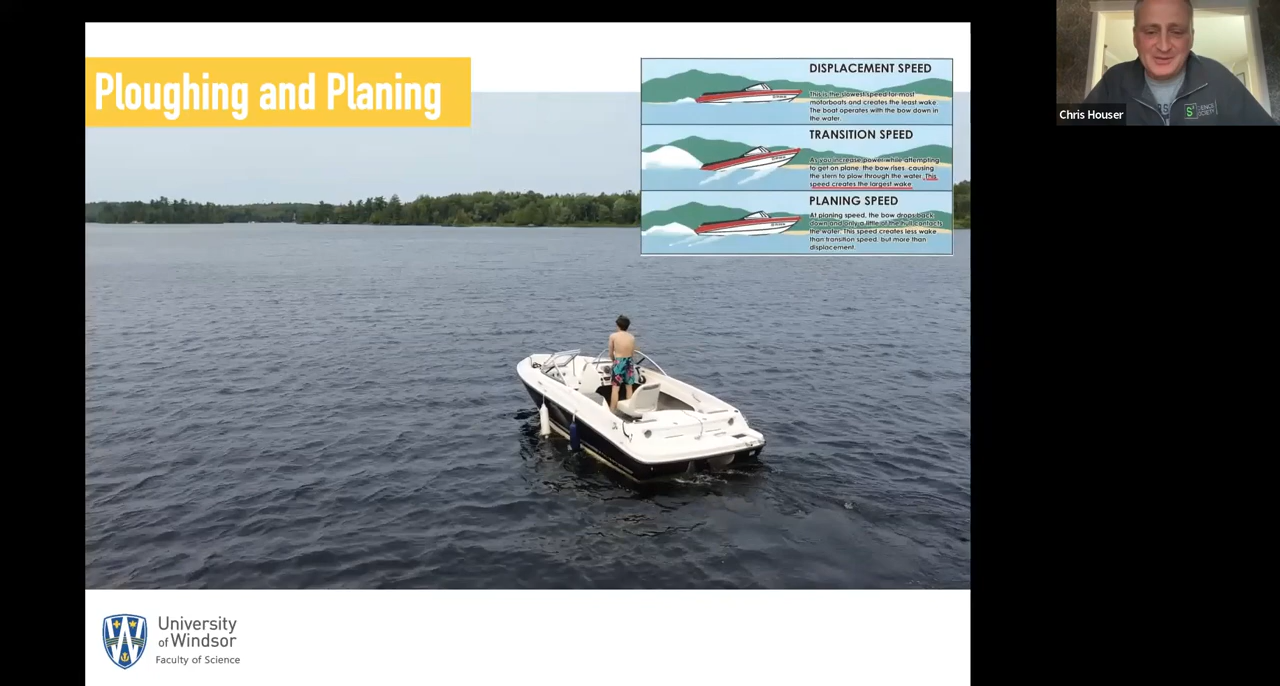 Ploughing and Planing
DISPLACEMENT SPEED
This is the slowest speed for most
motorboats and creates the least wake.
The boat operates with the bow down in
the water.
TRANSITION SPEED
As you increase power while attempting
to get on plane, the bow rises, causing
the stern to plow through the water. This
speed creates the largest wake
PLANING SPEED
At planing speed, the bow drops back
down and only a little of the hull contacts
the water. This speed creates less wake
than transition speed, but more than
displacement.
Chris Houser
University
of Windsor
Faculty of Science